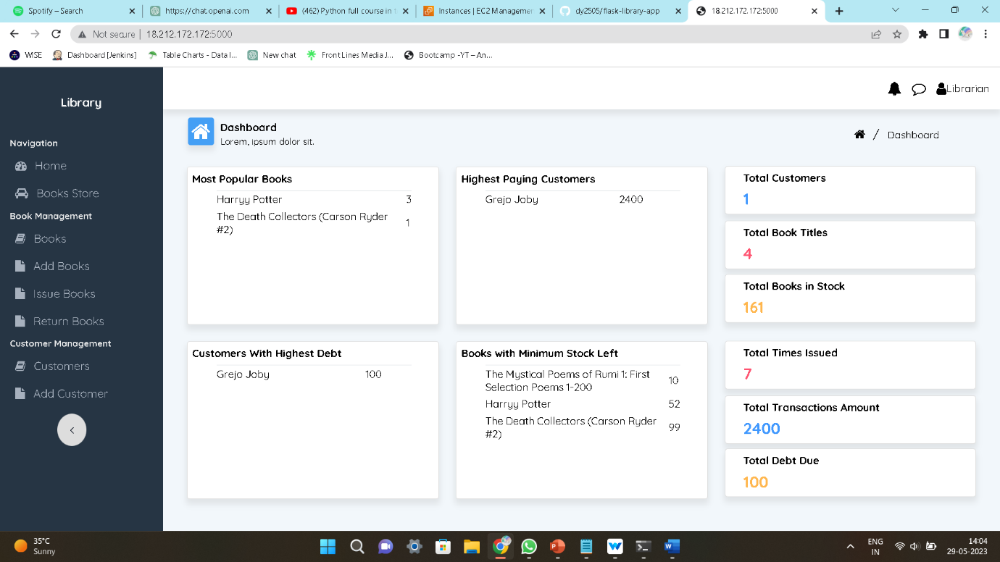 Spotify – Search
https://chat.openai.com
(462) Python full course in t
Instances | EC2 Managemer
dy2505/flask-library-app
18.212.172.172:5000
Not secure | 18.212.172.172:5000
WISE
Dashboard [Jenkins]
Table Charts - Data I...
New chat
Front Lines Media J...
Bootcamp -YT – An...
Library
Librarian
Navigation
Home
Books Store
Book Management
Books
Add Books
Issue Books
Return Books
Customer Management
Customers
Add Customer
Dashboard
Lorem, ipsum dolor sit.
/ Dashboard
Most Popular Books
Harryy Potter 3
The Death Collectors (Carson Ryder
#2) 1
Highest Paying Customers
Grejo Joby 2400
Total Customers
1
Total Book Titles
4
Total Books in Stock
161
Customers With Highest Debt
Grejo Joby 100
Books with Minimum Stock Left
The Mystical Poems of Rumi 1: First
Selection Poems 1-200 10
Harryy Potter 52
The Death Collectors (Carson Ryder
#2) 99
Total Times Issued
7
Total Transactions Amount
2400
Total Debt Due
100
35°C
Sunny
ENG
IN
14:04
29-05-2023